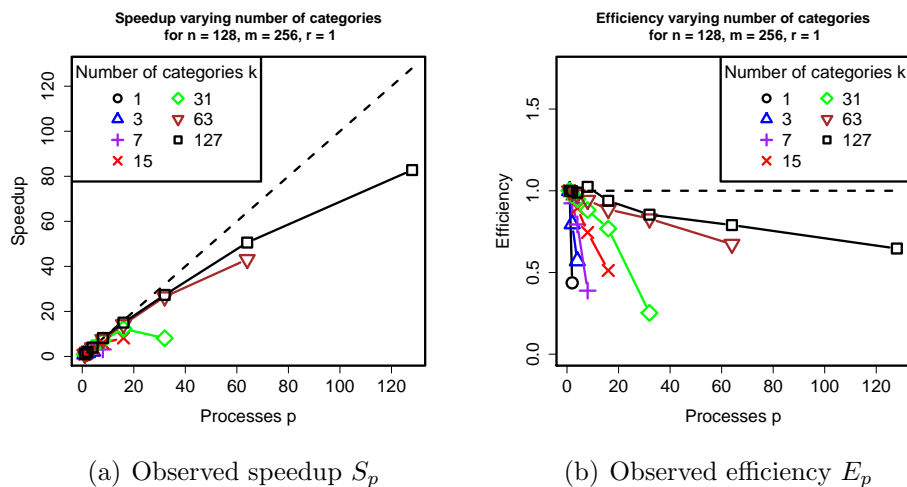 Speedup varying number of categories
for n = 128, m = 256, r = 1
Number of categories k
1 31
3 63
7 127
15
Speedup
0 20 40 60 80 100 120
0 20 40 60 80 100 120
Processes p
(a) Observed speedup Sp
Efficiency varying number of categories
for n = 128, m = 256, r = 1
Number of categories k
1 31
3 63
7 127
15
Efficiency
0.0 0.5 1.0 1.5
0 20 40 60 80 100 120
Processes p
(b) Observed efficiency Ep